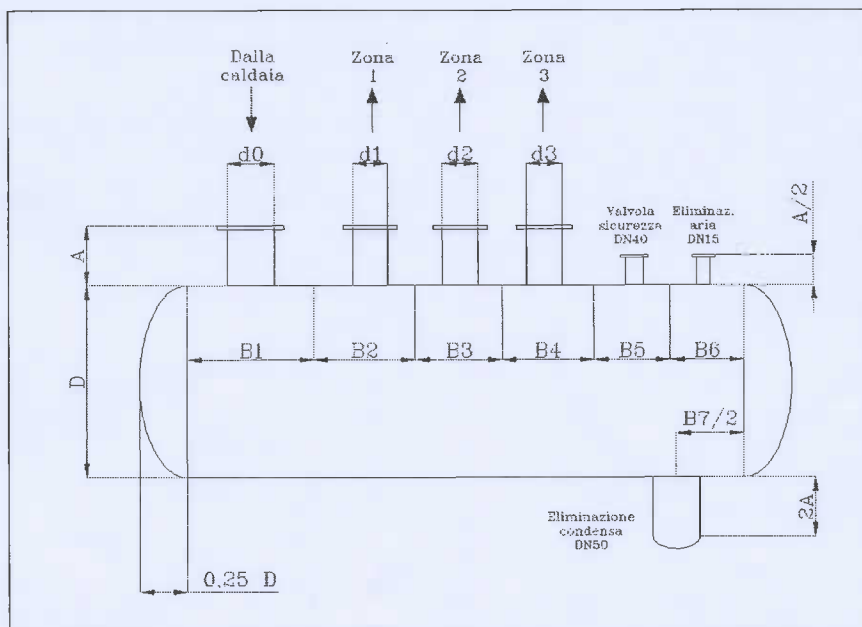 Dalla
caldaia
Zona
1
Zona
2
Zona
3
d0
d1
d2
d3
Valvola
sicurezza
DN40
Eliminaz.
aria
DN15
A/2
A
B1
B2
B3
B4
B5
B6
D
B7/2
Eliminazione
condensa
DN50
2A
0.25 D